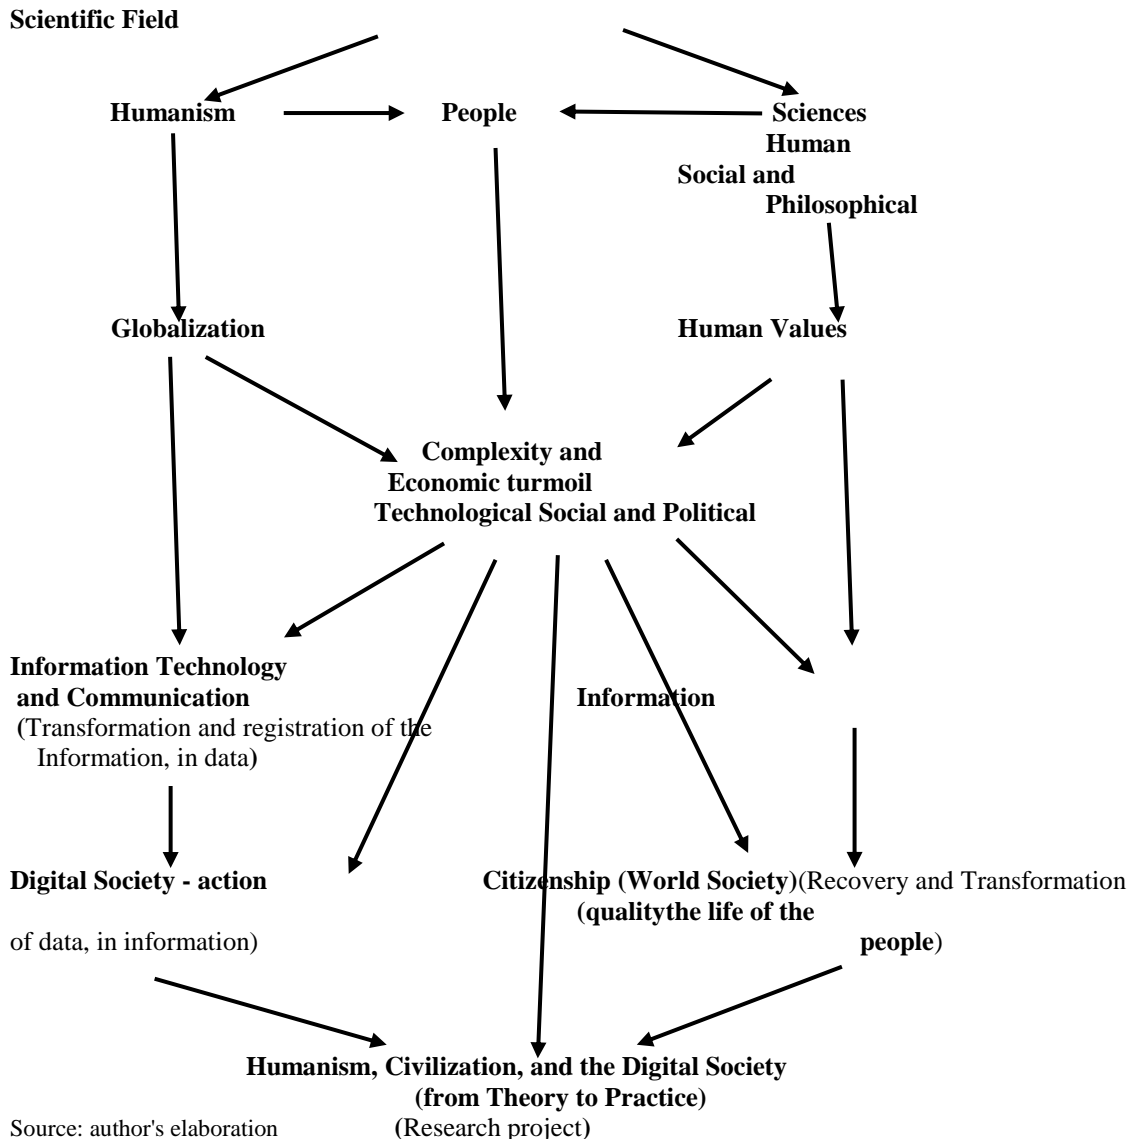 Scientific Field
Humanism People Sciences
Human
Social and
Philosophical
Globalization Human Values
Complexity and
Economic turmoil
Technological Social and Political
Information Technology
and Communication Information
(Transformation and registration of the
Information, in data)
Digital Society - action Citizenship (World Society)(Recovery and Transformation
(qualitythe life of the
of data, in information) people)
Humanism, Civilization, and the Digital Society
(from Theory to Practice)
Source: author's elaboration (Research project)